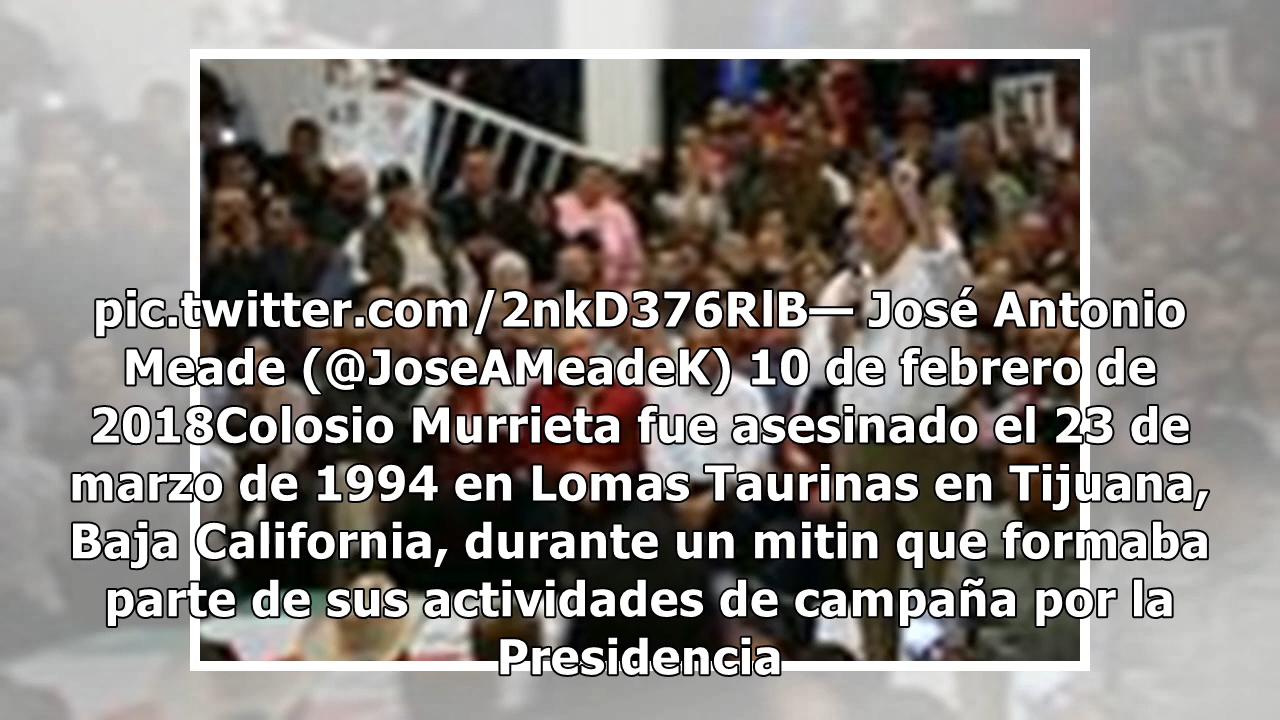 pic.twitter.com/2nkD376RlB— José Antonio
Meade (@JoseAMeadeK) 10 de febrero de
2018Colosio Murrieta fue asesinado el 23 de
marzo de 1994 en Lomas Taurinas en Tijuana,
Baja California, durante un mitin que formaba
parte de sus actividades de campaña por la
Presidencia